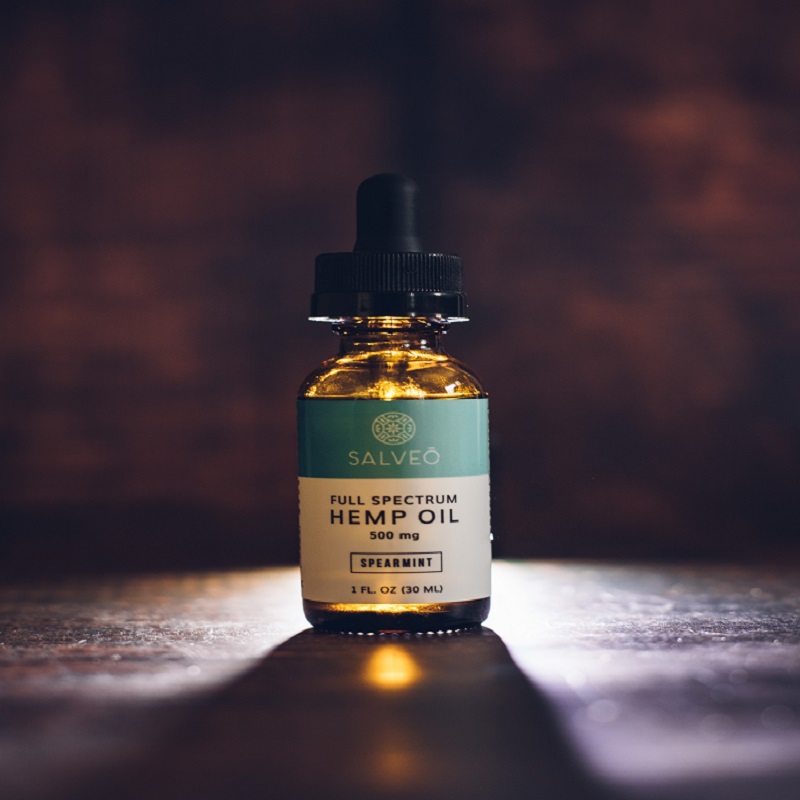 SALVEŌ
FULL SPECTRUM
HEMP OIL
500 mg
SPEARMINT
1 FL. OZ (30 ML)